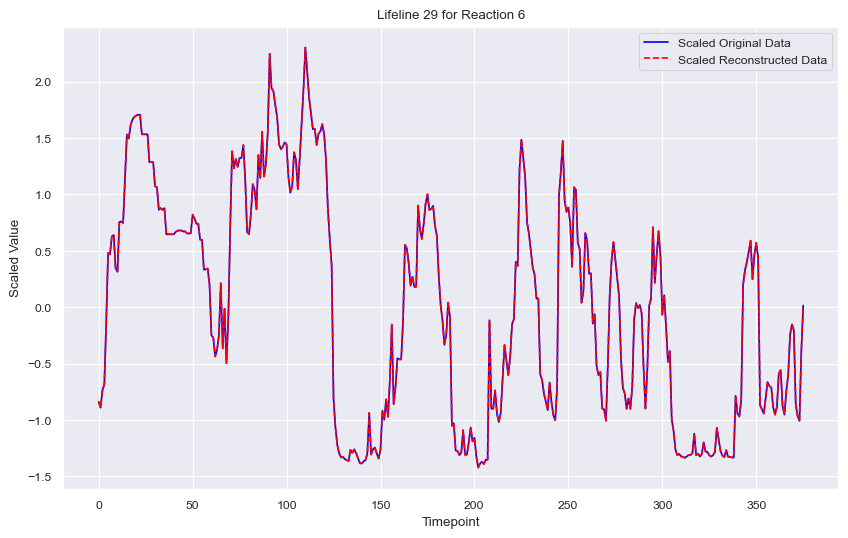 Lifeline 29 for Reaction 6
Scaled Original Data
Scaled Reconstructed Data
Scaled Value
2.0
1.5
1.0
0.5
0.0
−0.5
−1.0
−1.5
0 50 100 150 200 250 300 350
Timepoint